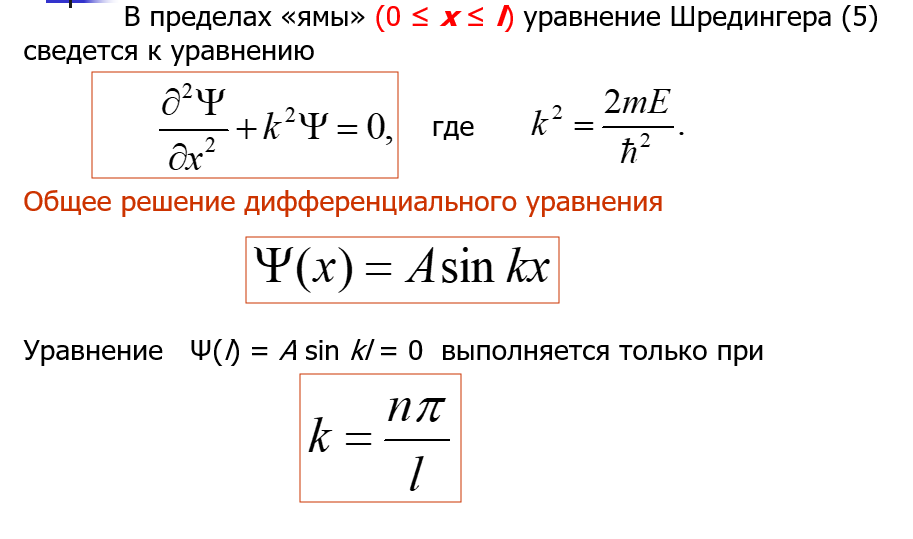 В пределах «ямы» (0 ≤ x ≤ l) уравнение Шредингера (5)
сведется к уравнению
∂²Ψ/∂x² + k²Ψ = 0, где k² = 2mE/ħ².
Общее решение дифференциального уравнения
Ψ(x) = A sin kx
Уравнение Ψ(l) = A sin kl = 0 выполняется только при
k = nπ/l